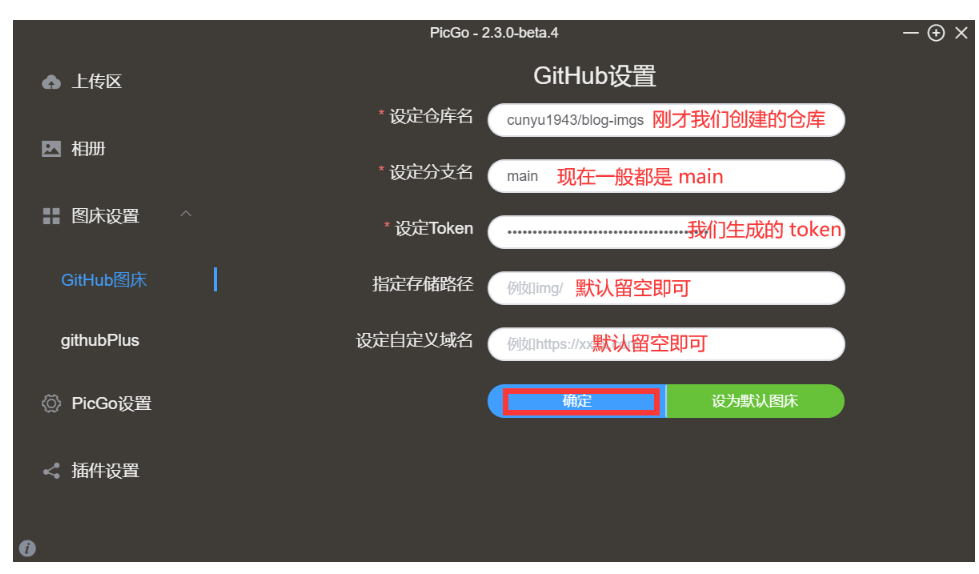 PicGo - 2.3.0-beta.4
上传区
相册
图床设置
GitHub图床
githubPlus
PicGo设置
插件设置
GitHub设置
* 设定仓库名 cunyu1943/blog-imgs 刚才我们创建的仓库
* 设定分支名 main 现在一般都是 main
* 设定Token 我们生成的 token
指定存储路径 例如img/ 默认留空即可
设定自定义域名 例如https://xx 默认留空即可
确定 设为默认图床